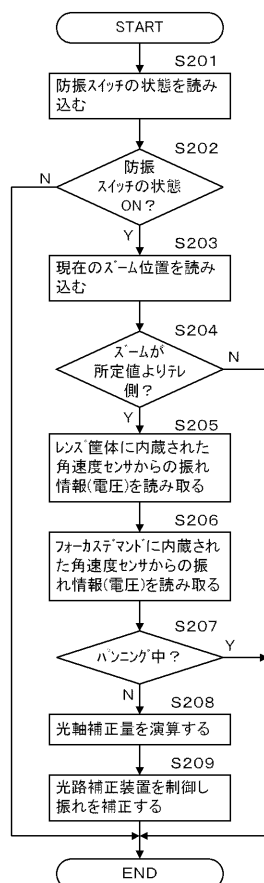 START
S201
防振スイッチの状態を読み
込む
S202
防振
スイッチの状態
ON？
N
Y
S203
現在のズーム位置を読み
込む
S204
ズームが
所定値よりテレ
側？
N
Y
S205
レンズ筐体に内蔵された
角速度センサからの振れ
情報(電圧)を読み取る
S206
フォーカスデマンドに内蔵され
た角速度センサからの振
れ情報(電圧)を読み取る
S207
パンニング中？
Y
N
S208
光軸補正量を演算する
S209
光路補正装置を制御し
振れを補正する
END